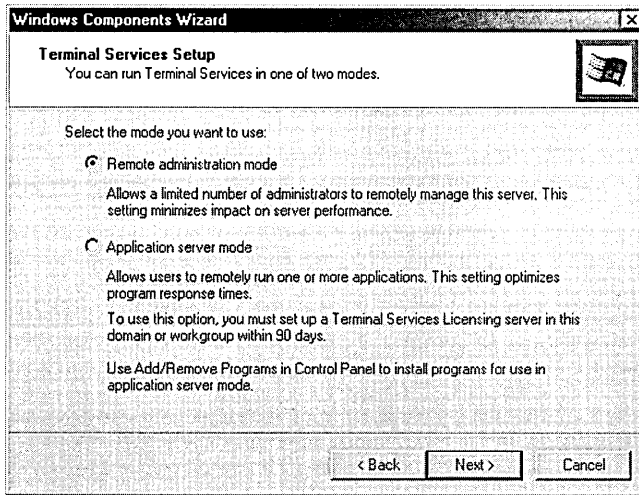 Windows Components Wizard
Terminal Services Setup
You can run Terminal Services in one of two modes.
Select the mode you want to use:
Remote administration mode
Allows a limited number of administrators to remotely manage this server. This
setting minimizes impact on server performance.
Application server mode
Allows users to remotely run one or more applications. This setting optimizes
program response times.
To use this option, you must set up a Terminal Services Licensing server in this
domain or workgroup within 90 days.
Use Add/Remove Programs in Control Panel to install programs for use in
application server mode.
< Back Next > Cancel